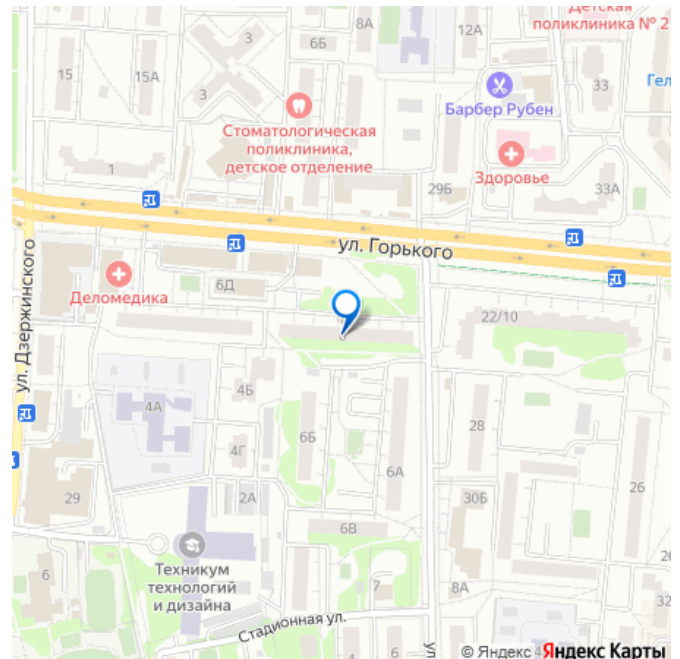 Детская
поликлиника № 2
8А
12А
3
6Б
15
15А
33
Гел
3
Барбер Рубен
Стоматологическая
поликлиника,
детское отделение
1
Здоровье
29Б
33А
ул. Горького
ул. Дзержинского
Деломедика
6Д
22/10
4Б
4А
6Б
28
4Г
6А
26
29
2А
30Б
6В
Техникум
технологий
и дизайна
6
7
8А
32
Стадионная ул.
ул
© Яндекс
Яндекс Карты